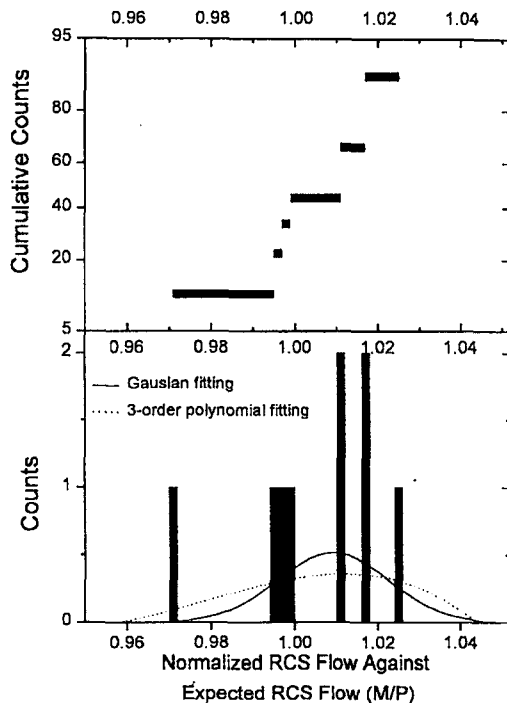 0.96 0.98 1.00 1.02 1.04
95
80
60
40
20
5
Cumulative Counts
0.96 0.98 1.00 1.02 1.04
2
1
0
Counts
Gausian fitting
3-order polynomial fitting
0.96 0.98 1.00 1.02 1.04
Normalized RCS Flow Against
Expected RCS Flow (M/P)